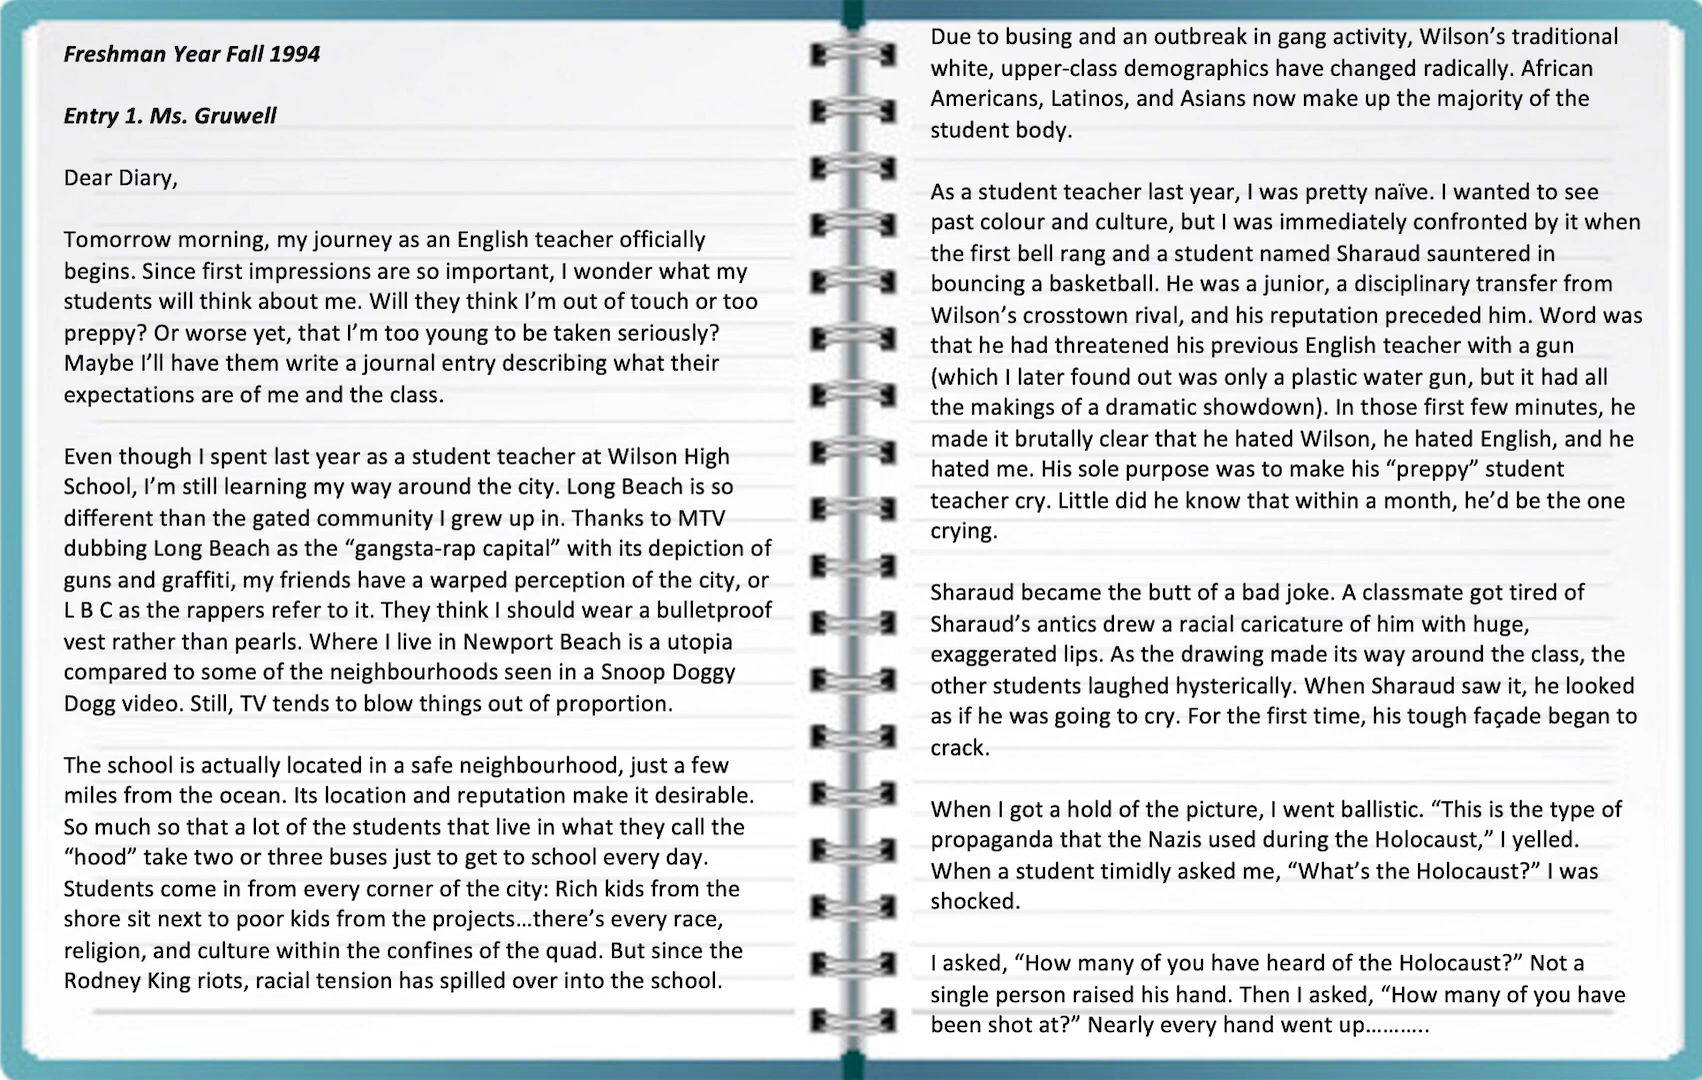 Freshman Year Fall 1994
Entry 1. Ms. Gruwell
Dear Diary,
Tomorrow morning, my journey as an English teacher officially
begins. Since first impressions are so important, I wonder what my
students will think about me. Will they think I’m out of touch or too
preppy? Or worse yet, that I’m too young to be taken seriously?
Maybe I’ll have them write a journal entry describing what their
expectations are of me and the class.
Even though I spent last year as a student teacher at Wilson High
School, I’m still learning my way around the city. Long Beach is so
different than the gated community I grew up in. Thanks to MTV
dubbing Long Beach as the “gangsta-rap capital” with its depiction of
guns and graffiti, my friends have a warped perception of the city, or
L B C as the rappers refer to it. They think I should wear a bulletproof
vest rather than pearls. Where I live in Newport Beach is a utopia
compared to some of the neighbourhoods seen in a Snoop Doggy
Dogg video. Still, TV tends to blow things out of proportion.
The school is actually located in a safe neighbourhood, just a few
miles from the ocean. Its location and reputation make it desirable.
So much so that a lot of the students that live in what they call the
“hood” take two or three buses just to get to school every day.
Students come in from every corner of the city: Rich kids from the
shore sit next to poor kids from the projects…there’s every race,
religion, and culture within the confines of the quad. But since the
Rodney King riots, racial tension has spilled over into the school.
Due to busing and an outbreak in gang activity, Wilson’s traditional
white, upper-class demographics have changed radically. African
Americans, Latinos, and Asians now make up the majority of the
student body.
As a student teacher last year, I was pretty naïve. I wanted to see
past colour and culture, but I was immediately confronted by it when
the first bell rang and a student named Sharaud sauntered in
bouncing a basketball. He was a junior, a disciplinary transfer from
Wilson’s crosstown rival, and his reputation preceded him. Word was
that he had threatened his previous English teacher with a gun
(which I later found out was only a plastic water gun, but it had all
the makings of a dramatic showdown). In those first few minutes, he
made it brutally clear that he hated Wilson, he hated English, and he
hated me. His sole purpose was to make his “preppy” student
teacher cry. Little did he know that within a month, he’d be the one
crying.
Sharaud became the butt of a bad joke. A classmate got tired of
Sharaud’s antics drew a racial caricature of him with huge,
exaggerated lips. As the drawing made its way around the class, the
other students laughed hysterically. When Sharaud saw it, he looked
as if he was going to cry. For the first time, his tough façade began to
crack.
When I got a hold of the picture, I went ballistic. “This is the type of
propaganda that the Nazis used during the Holocaust,” I yelled.
When a student timidly asked me, “What’s the Holocaust?” I was
shocked.
I asked, “How many of you have heard of the Holocaust?” Not a
single person raised his hand. Then I asked, “How many of you have
been shot at?” Nearly every hand went up………..